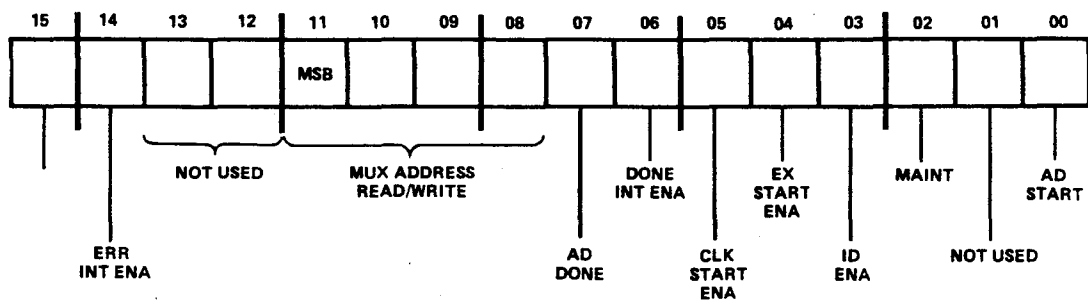 15 14 13 12 11 10 09 08 07 06 05 04 03 02 01 00
MSB
NOT USED
MUX ADDRESS
READ/WRITE
DONE
INT ENA
EX
START
ENA
MAINT
AD
START
ERR
INT ENA
AD
DONE
CLK
START
ENA
ID
ENA
NOT USED